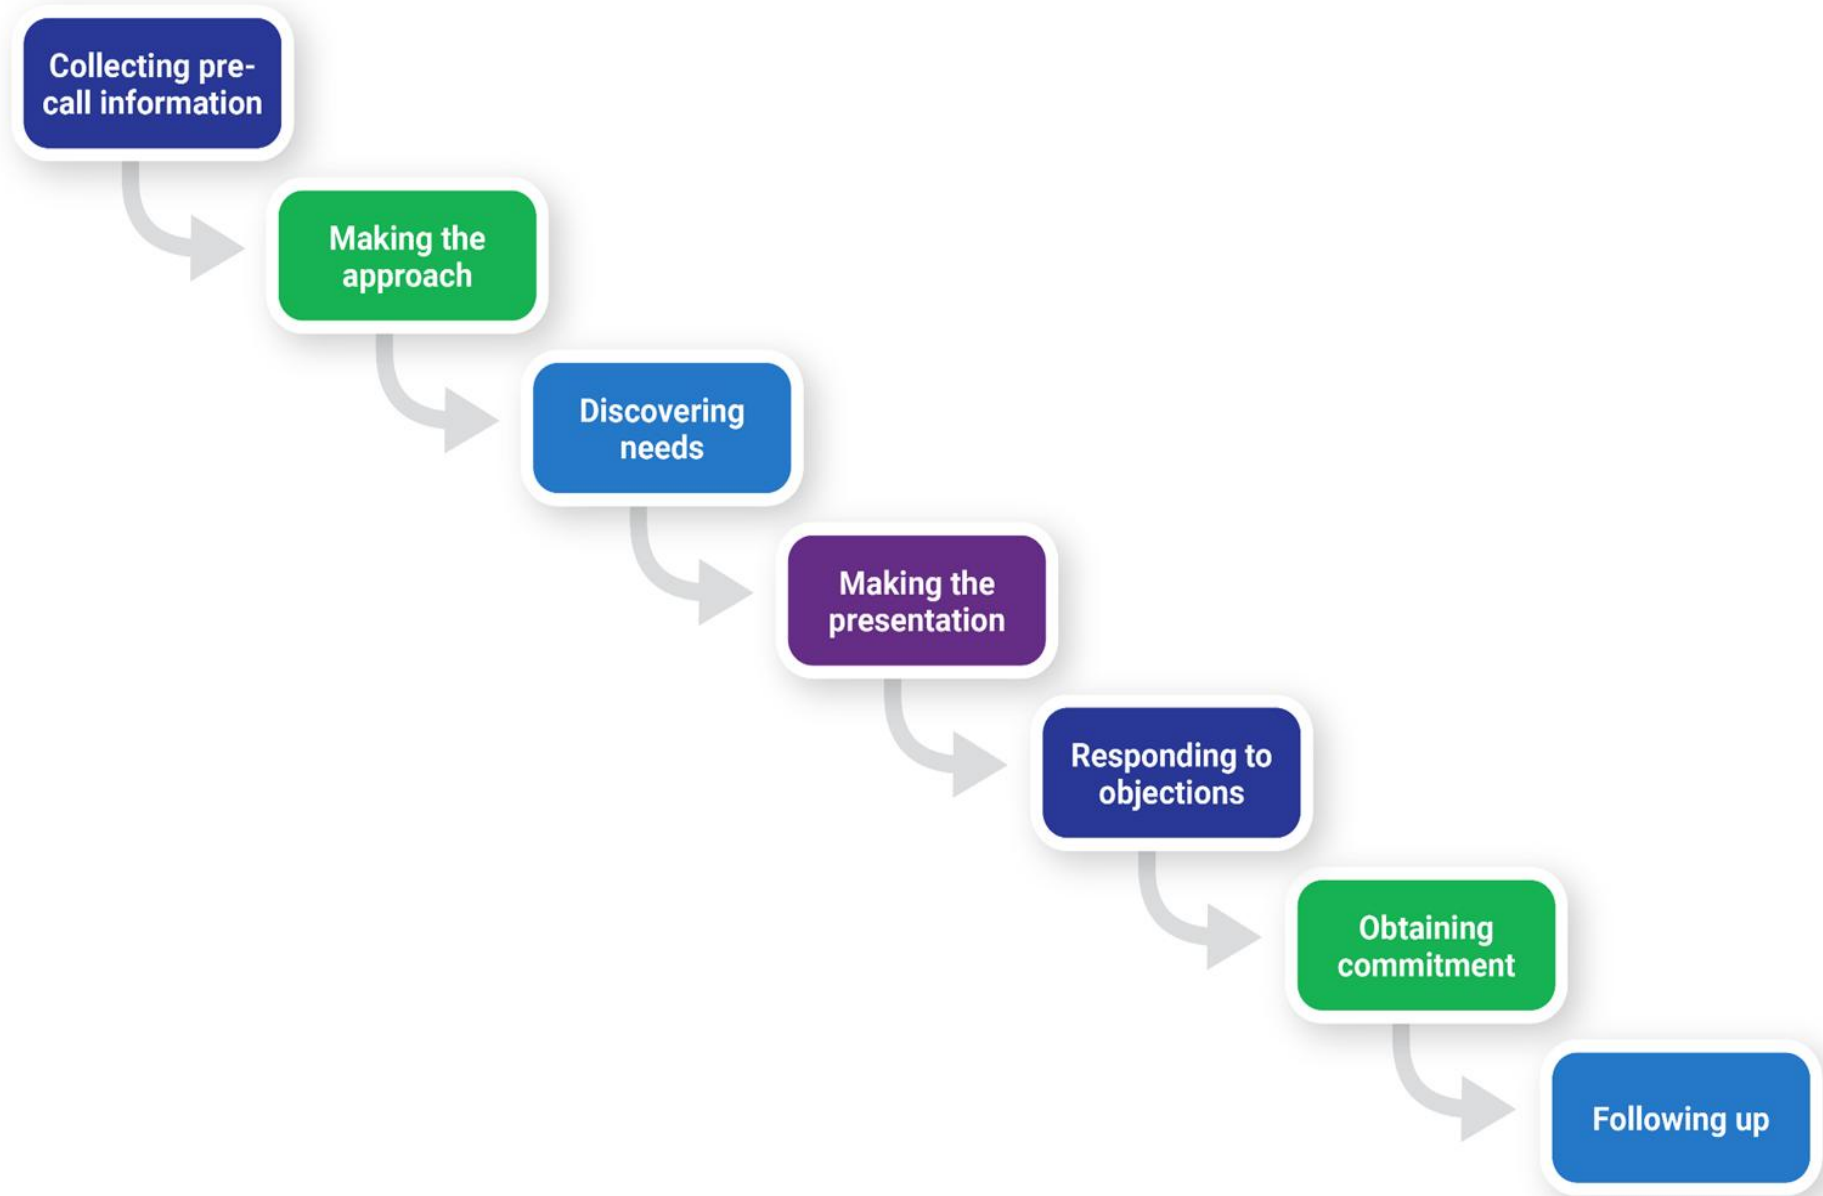 Collecting pre-
call information
Making the
approach
Discovering
needs
Making the
presentation
Responding to
objections
Obtaining
commitment
Following up